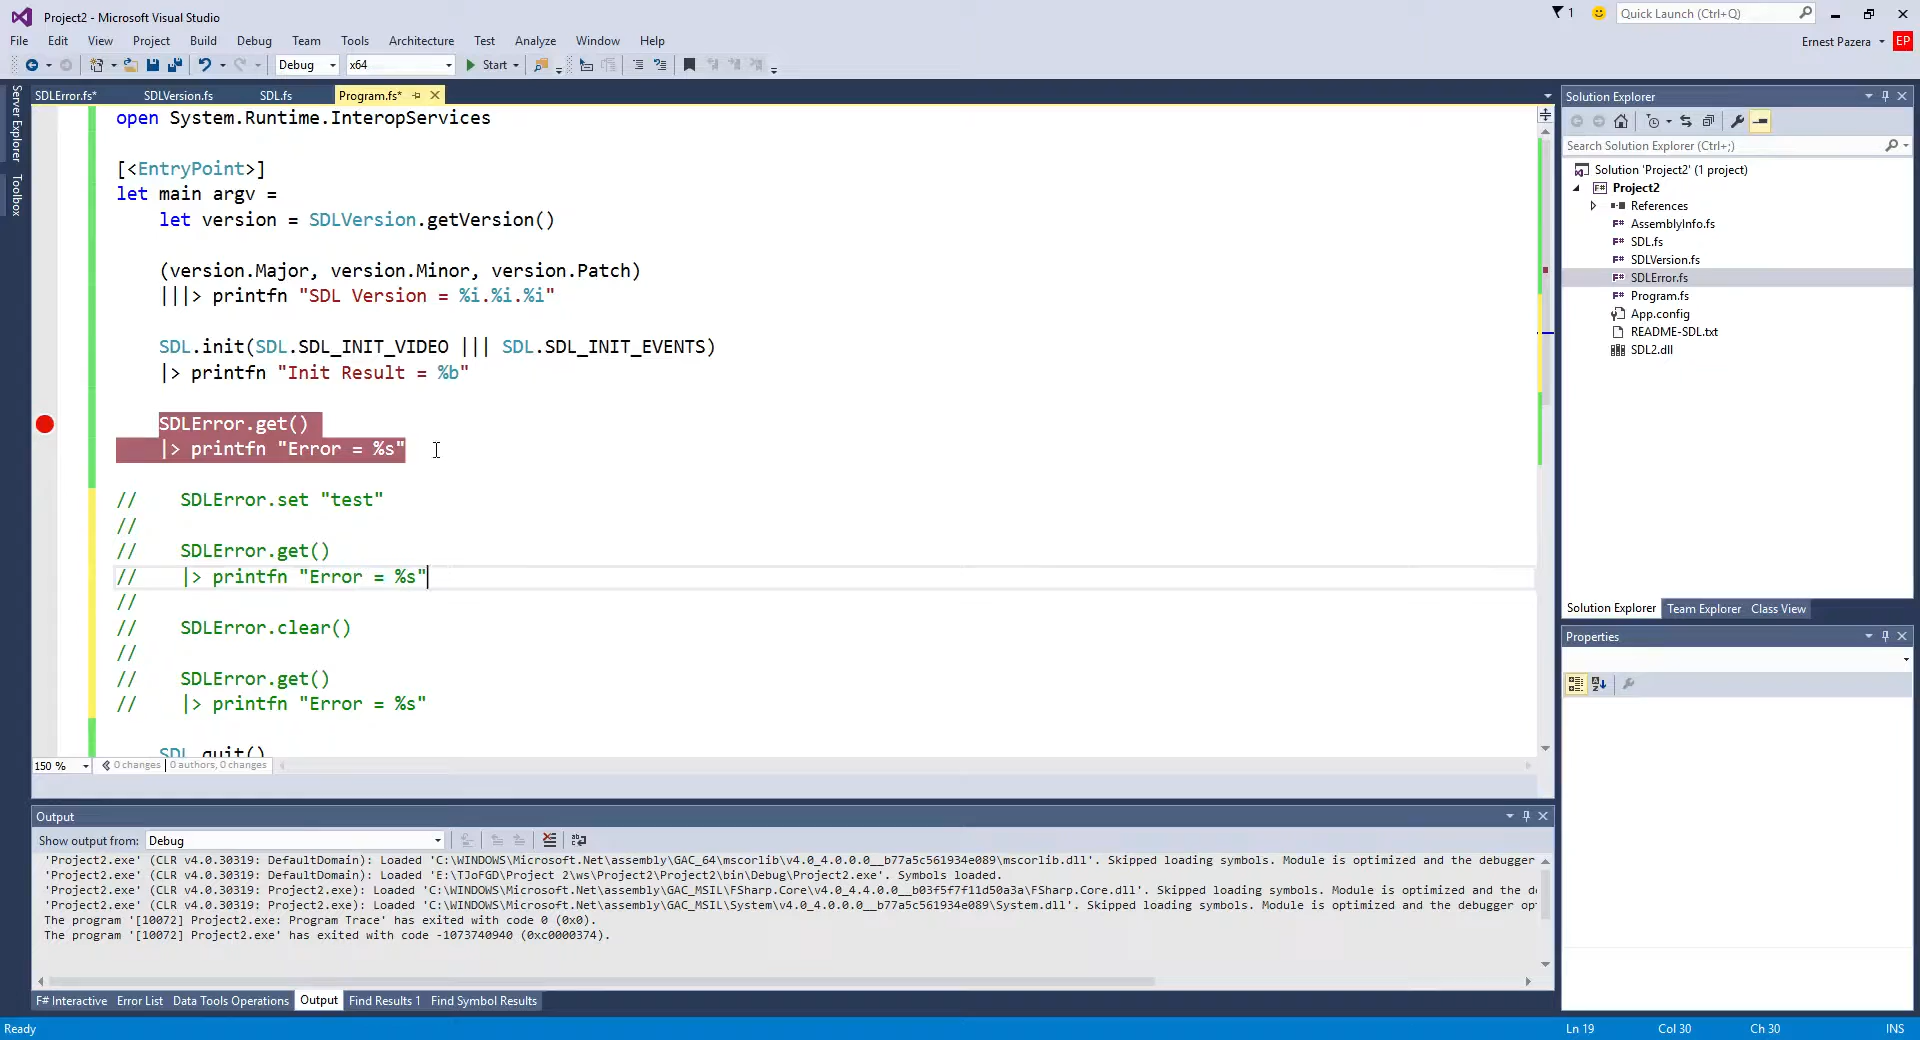 Project2 - Microsoft Visual Studio
1
Quick Launch (Ctrl+Q)
File Edit View Project Build Debug Team Tools Architecture Test Analyze Window Help
Ernest Pazera EP
Debug x64 Start
SDLError.fs* SDLVersion.fs SDL.fs Program.fs*
Server Explorer
Toolbox
open System.Runtime.InteropServices
[<EntryPoint>]
let main argv =
let version = SDLVersion.getVersion()
(version.Major, version.Minor, version.Patch)
|||> printfn "SDL Version = %i.%i.%i"
SDL.init(SDL.SDL_INIT_VIDEO ||| SDL.SDL_INIT_EVENTS)
|> printfn "Init Result = %b"
SDLError.get()
|> printfn "Error = %s"
// SDLError.set "test"
//
// SDLError.get()
// |> printfn "Error = %s"
//
// SDLError.clear()
//
// SDLError.get()
// |> printfn "Error = %s"
SDL.quit()
150 % 0 changes | 0 authors, 0 changes
Solution Explorer
Search Solution Explorer (Ctrl+;)
Solution 'Project2' (1 project)
Project2
References
AssemblyInfo.fs
SDL.fs
SDLVersion.fs
SDLError.fs
Program.fs
App.config
README-SDL.txt
SDL2.dll
Solution Explorer Team Explorer Class View
Properties
Output
Show output from: Debug
'Project2.exe' (CLR v4.0.30319: DefaultDomain): Loaded 'C:\WINDOWS\Microsoft.Net\assembly\GAC_64\mscorlib\v4.0_4.0.0.0__b77a5c561934e089\mscorlib.dll'. Skipped loading symbols. Module is optimized and the debugger
'Project2.exe' (CLR v4.0.30319: DefaultDomain): Loaded 'E:\TJoFGD\Project 2\ws\Project2\Project2\bin\Debug\Project2.exe'. Symbols loaded.
'Project2.exe' (CLR v4.0.30319: Project2.exe): Loaded 'C:\WINDOWS\Microsoft.Net\assembly\GAC_MSIL\FSharp.Core\v4.0_4.4.0.0__b03f5f7f11d50a3a\FSharp.Core.dll'. Skipped loading symbols. Module is optimized and the
'Project2.exe' (CLR v4.0.30319: Project2.exe): Loaded 'C:\WINDOWS\Microsoft.Net\assembly\GAC_MSIL\System\v4.0_4.0.0.0__b77a5c561934e089\System.dll'. Skipped loading symbols. Module is optimized and the debugger
The program '[10072] Project2.exe: Program Trace' has exited with code 0 (0x0).
The program '[10072] Project2.exe' has exited with code -1073740940 (0xc0000374).
F# Interactive Error List Data Tools Operations Output Find Results 1 Find Symbol Results
Ready Ln 19 Col 30 Ch 30 INS